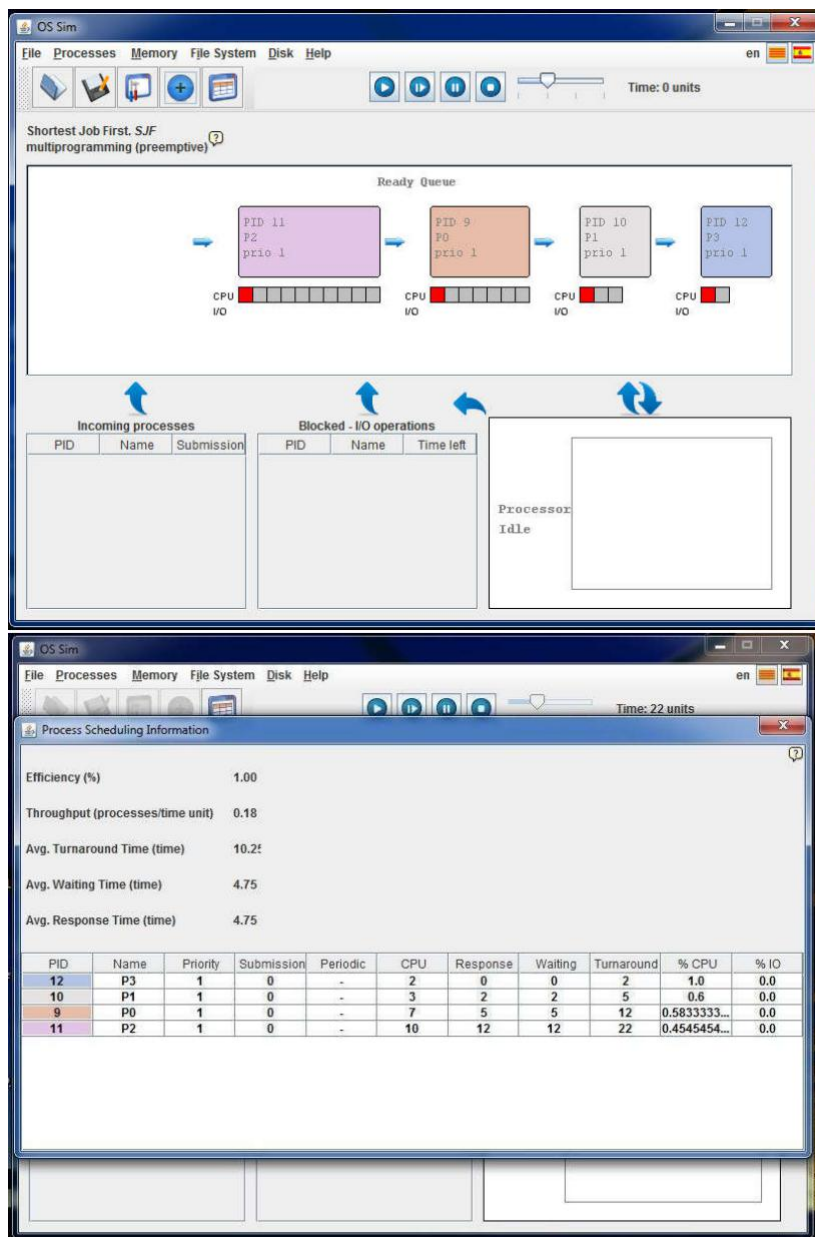 OS Sim
File Processes Memory File System Disk Help en
Time: 0 units
Shortest Job First, SJF
multiprogramming (preemptive)
Ready Queue
PID 11 PID 9 PID 10 PID 12
P2 P0 P1 P3
prio 1 prio 1 prio 1 prio 1
CPU CPU CPU CPU
I/O I/O I/O I/O
Incoming processes Blocked - I/O operations
PID Name Submission PID Name Time left
Processor
Idle
OS Sim
File Processes Memory File System Disk Help en
Time: 22 units
Process Scheduling Information
Efficiency (%) 1.00
Throughput (processes/time unit) 0.18
Avg. Turnaround Time (time) 10.25
Avg. Waiting Time (time) 4.75
Avg. Response Time (time) 4.75
PID Name Priority Submission Periodic CPU Response Waiting Turnaround % CPU % IO
12 P3 1 0 - 2 0 0 2 1.0 0.0
10 P1 1 0 - 3 2 2 5 0.6 0.0
9 P0 1 0 - 7 5 5 12 0.5833333... 0.0
11 P2 1 0 - 10 12 12 22 0.4545454... 0.0